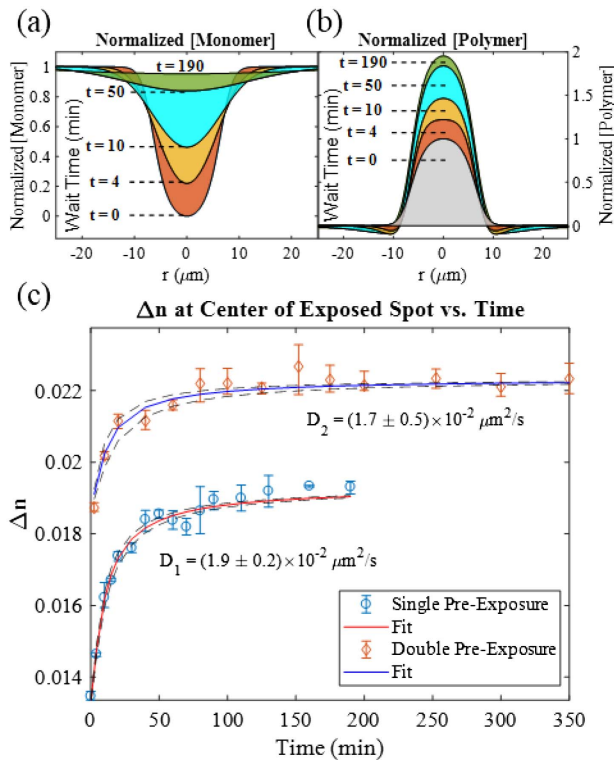 (a)
Normalized [Monomer]
Normalized [Monomer]
Wait Time (min)
1
0.8
0.6
0.4
0.2
0
t = 190
t = 50
t = 10
t = 4
t = 0
-20
-10
0
10
20
r (μm)
(b)
Normalized [Polymer]
Wait Time (min)
t = 190
t = 50
t = 10
t = 4
t = 0
2
1.5
1
0.5
0
Normalized [Polymer]
-20
-10
0
10
20
r (μm)
(c)
Δn at Center of Exposed Spot vs. Time
Δn
0.022
0.02
0.018
0.016
0.014
D2 = (1.7 ± 0.5)×10⁻² μm²/s
D1 = (1.9 ± 0.2)×10⁻² μm²/s
Single Pre-Exposure
Fit
Double Pre-Exposure
Fit
0
50
100
150
200
250
300
350
Time (min)